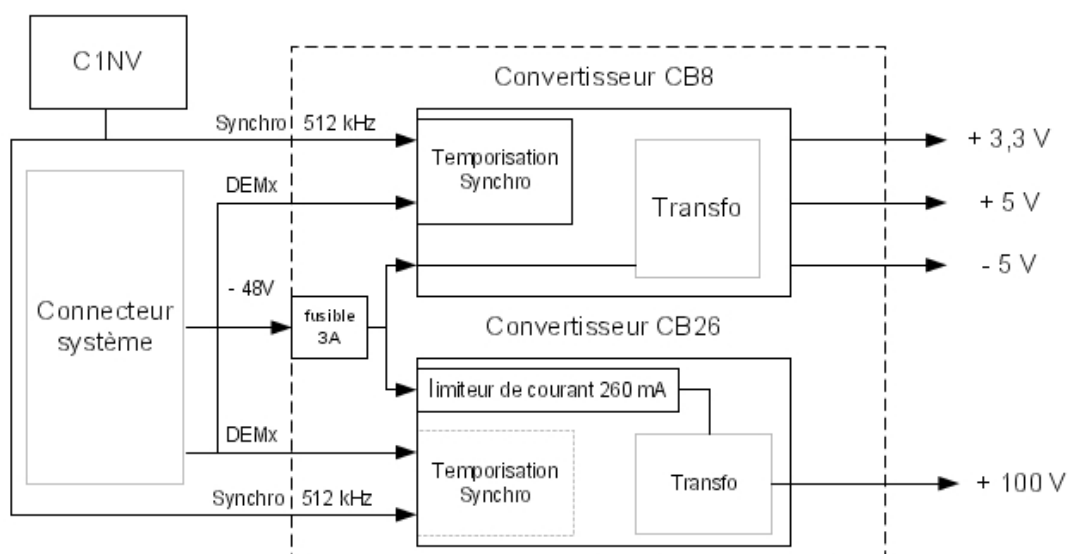 C1NV
Convertisseur CB8
Synchro 512 kHz
Temporisation
Synchro
DEMx
Transfo
+ 3,3 V
+ 5 V
- 5 V
Connecteur
système
- 48V
fusible
3A
Convertisseur CB26
limiteur de courant 260 mA
DEMx
Temporisation
Synchro
Transfo
+ 100 V
Synchro 512 kHz